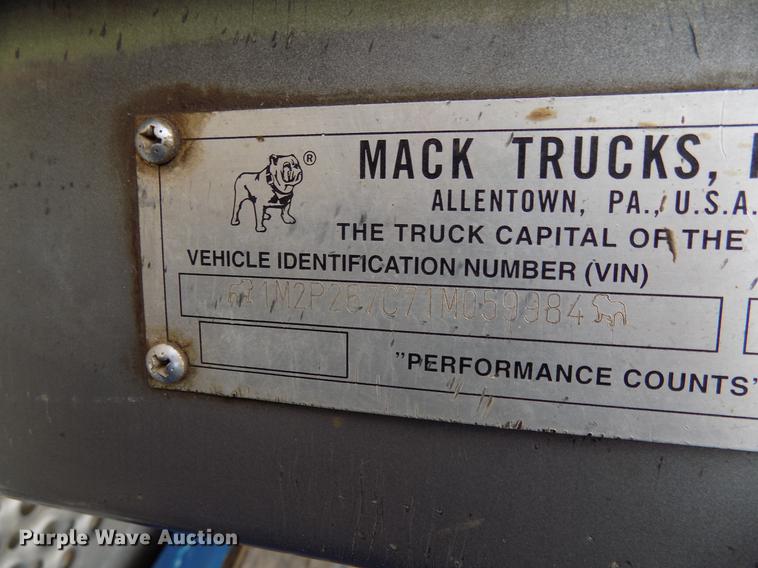 MACK TRUCKS,
ALLENTOWN, PA., U.S.A.
THE TRUCK CAPITAL OF THE
VEHICLE IDENTIFICATION NUMBER (VIN)
1M2P267C71M059984
"PERFORMANCE COUNTS"
Purple Wave Auction